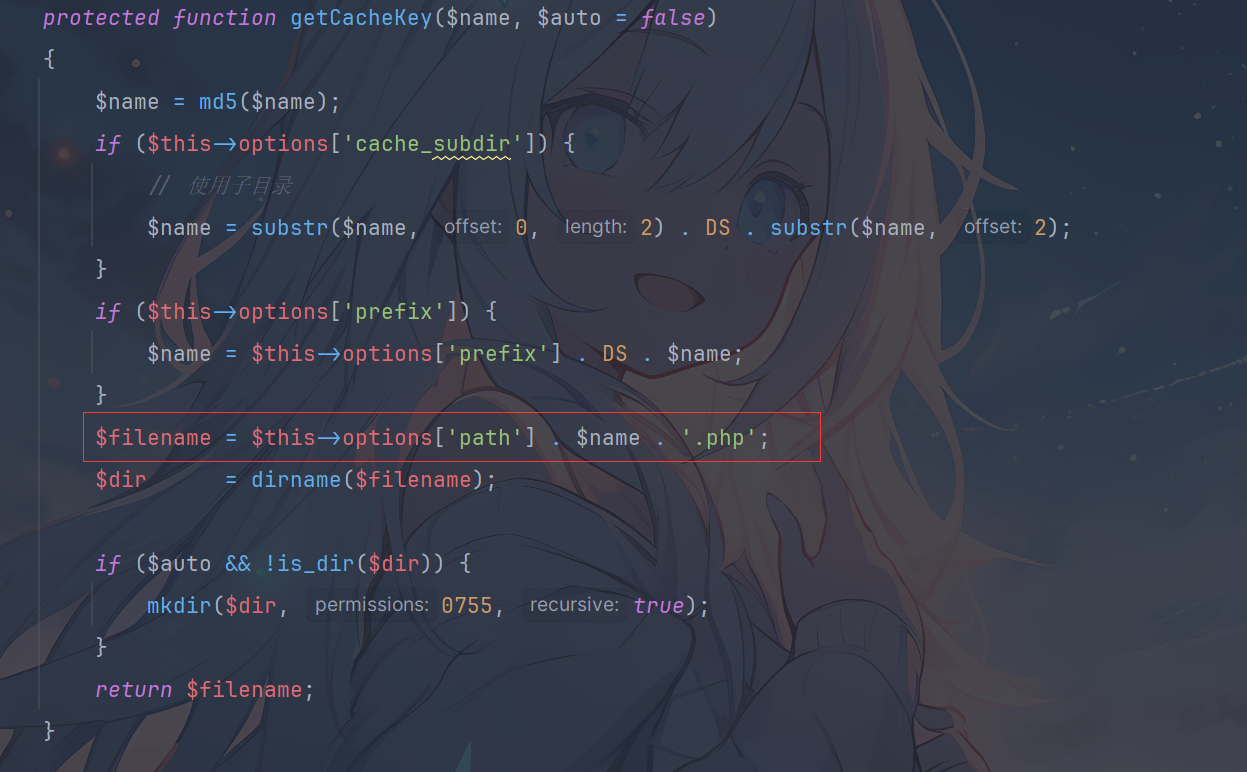 protected function getCacheKey($name, $auto = false)
{
$name = md5($name);
if ($this->options['cache_subdir']) {
// 使用子目录
$name = substr($name, offset: 0, length: 2) . DS . substr($name, offset: 2);
}
if ($this->options['prefix']) {
$name = $this->options['prefix'] . DS . $name;
}
$filename = $this->options['path'] . $name . '.php';
$dir = dirname($filename);
if ($auto && !is_dir($dir)) {
mkdir($dir, permissions: 0755, recursive: true);
}
return $filename;
}